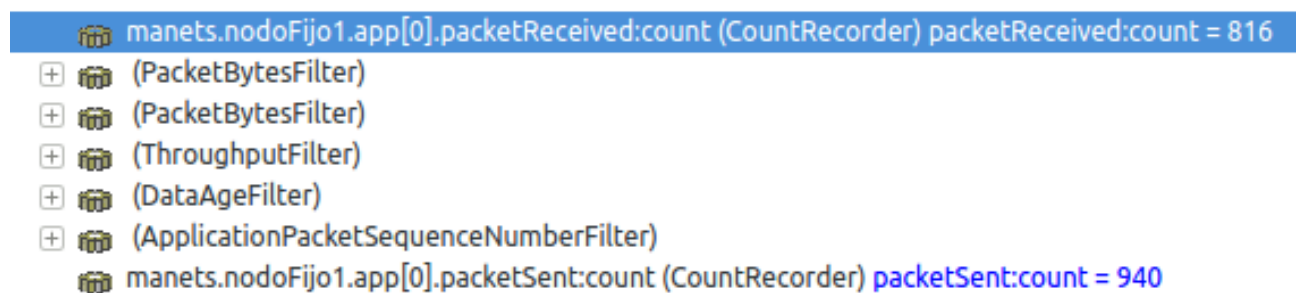 manets.nodoFijo1.app[0].packetReceived:count (CountRecorder) packetReceived:count = 816
(PacketBytesFilter)
(PacketBytesFilter)
(ThroughputFilter)
(DataAgeFilter)
(ApplicationPacketSequenceNumberFilter)
manets.nodoFijo1.app[0].packetSent:count (CountRecorder) packetSent:count = 940